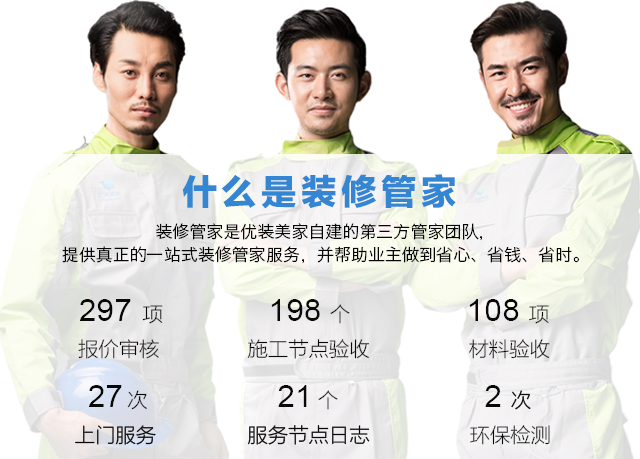 什么是装修管家
装修管家是优装美家自建的第三方管家团队,
提供真正的一站式装修管家服务，并帮助业主做到省心、省钱、省时。
297 项 198 个 108 项
报价审核 施工节点验收 材料验收
27 次 21 个 2 次
上门服务 服务节点日志 环保检测